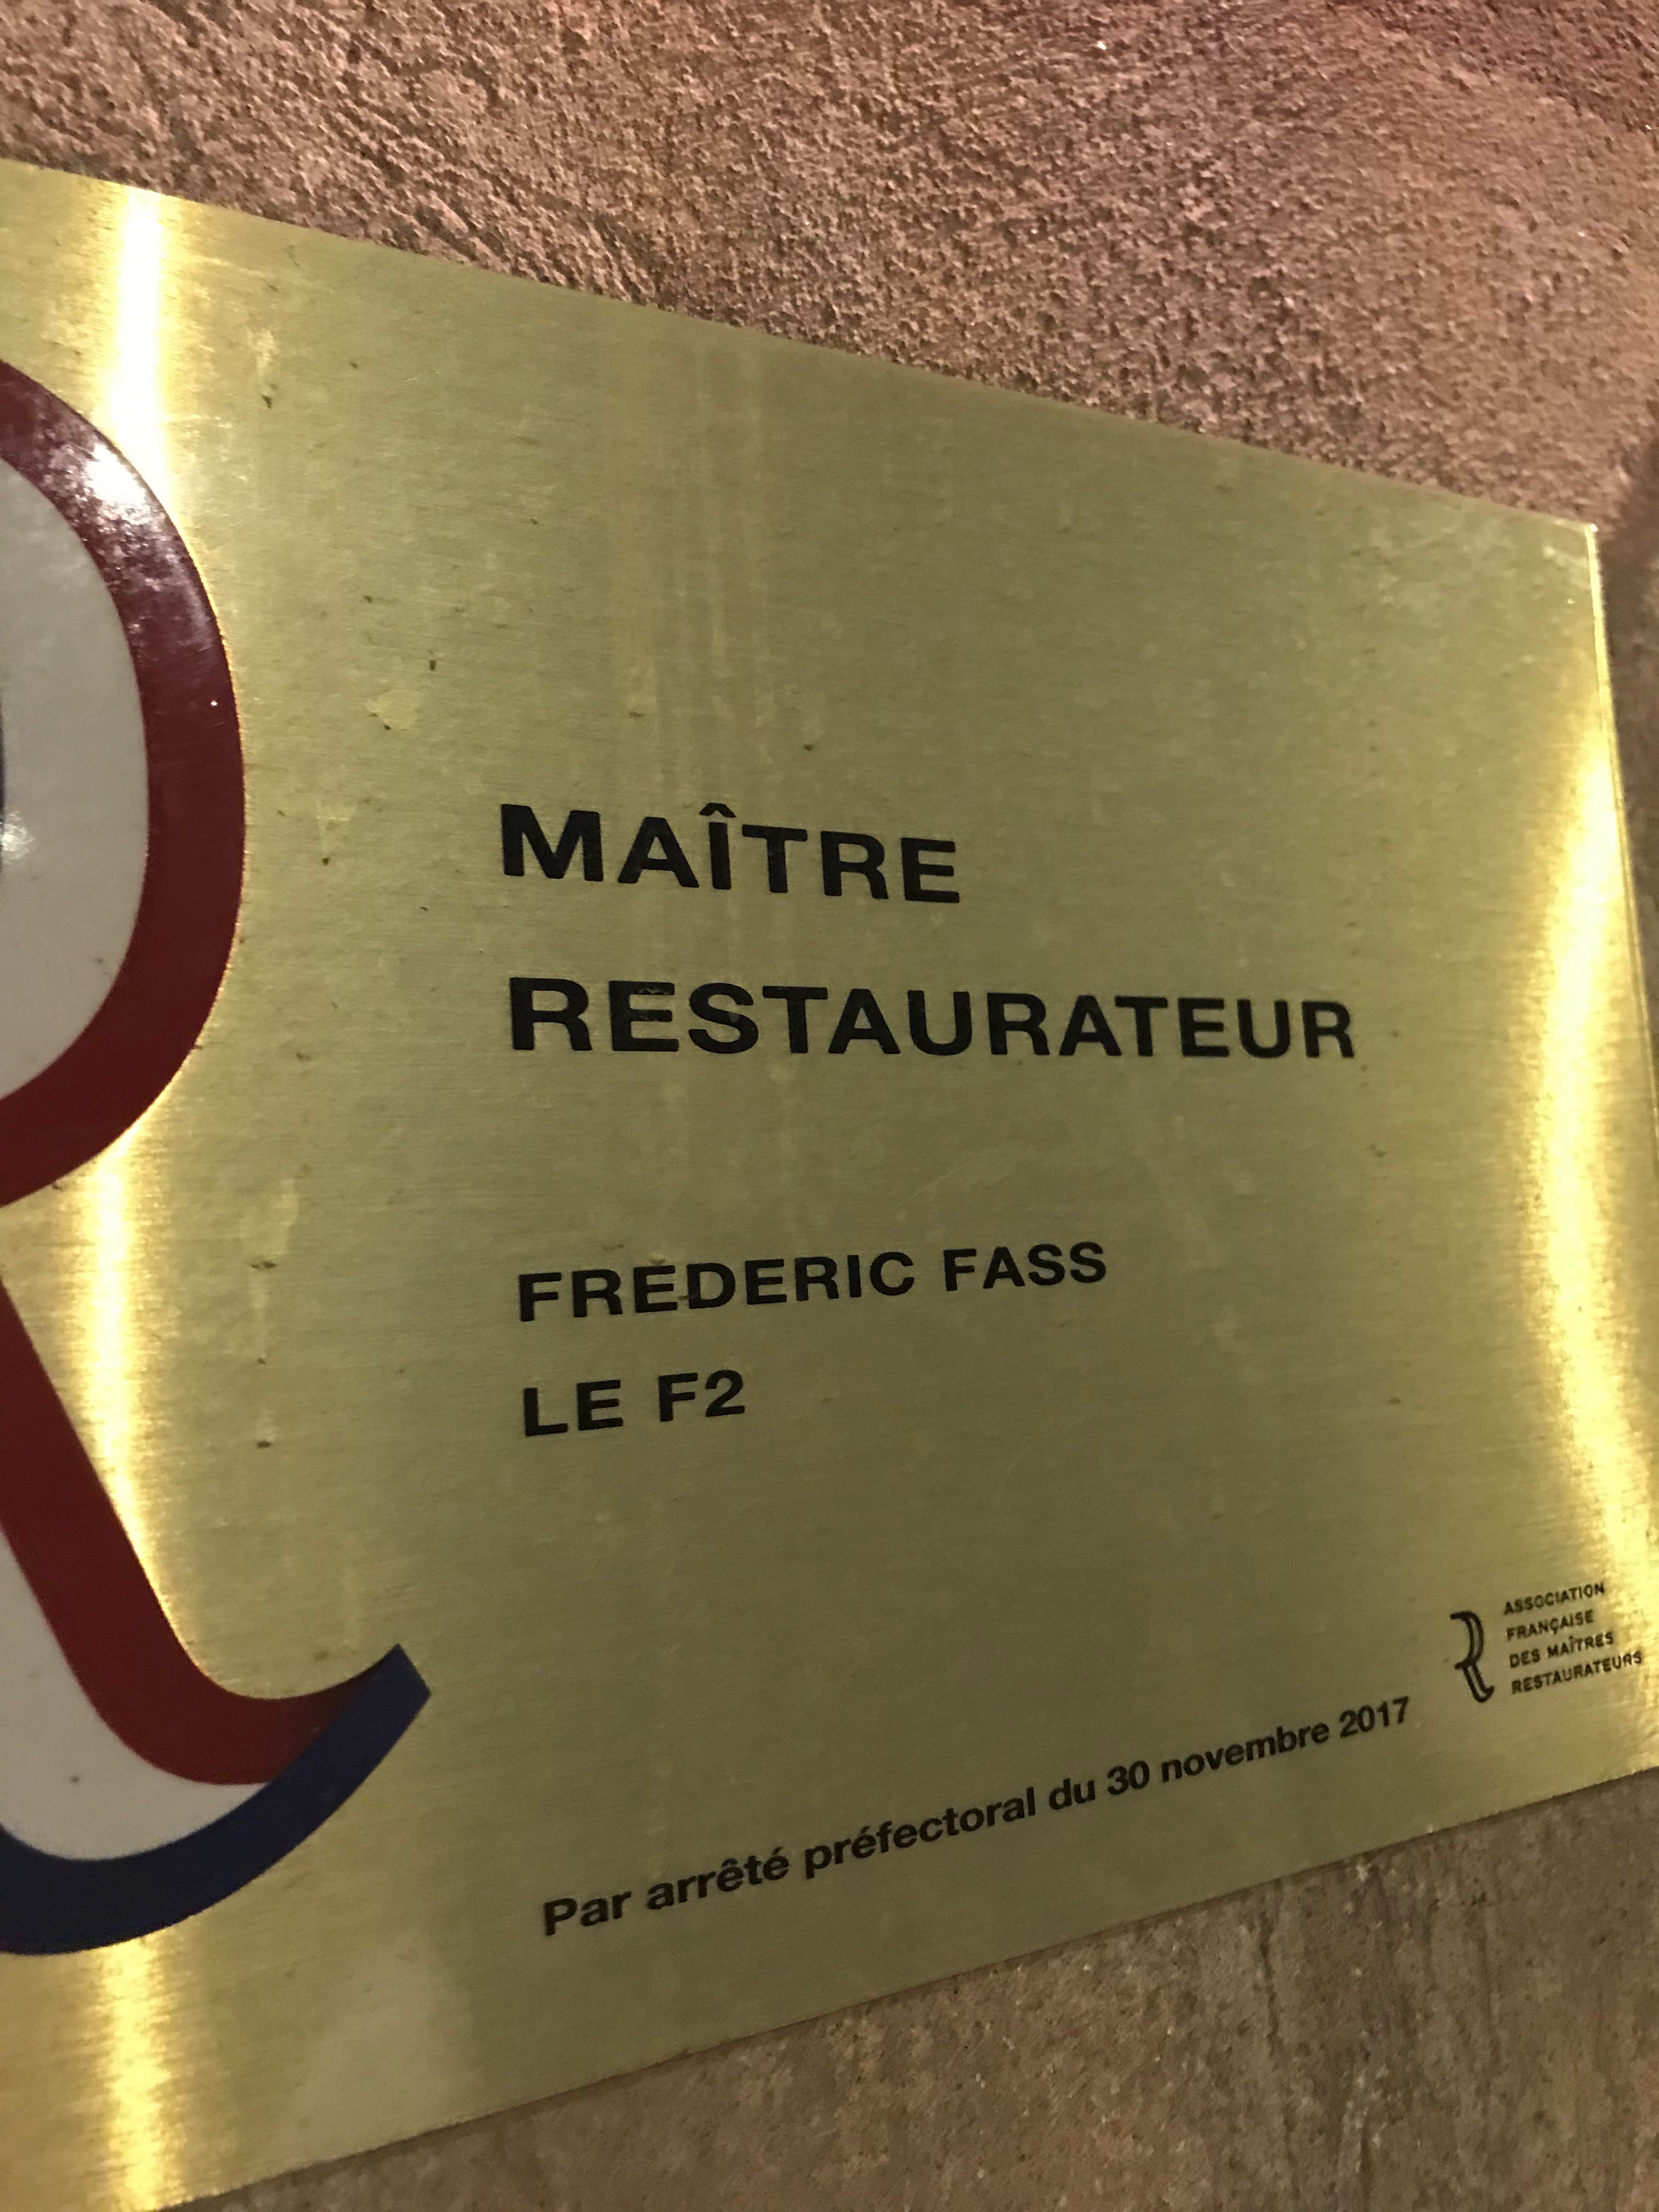 MAÎTRE
RESTAURATEUR
FREDERIC FASS
LE F2
Par arrêté préfectoral du 30 novembre 2017
ASSOCIATION
FRANÇAISE
DES MAÎTRES
RESTAURATEURS